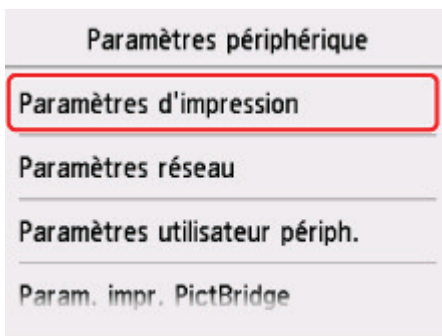 Paramètres périphérique
Paramètres d'impression
Paramètres réseau
Paramètres utilisateur périph.
Param. impr. PictBridge